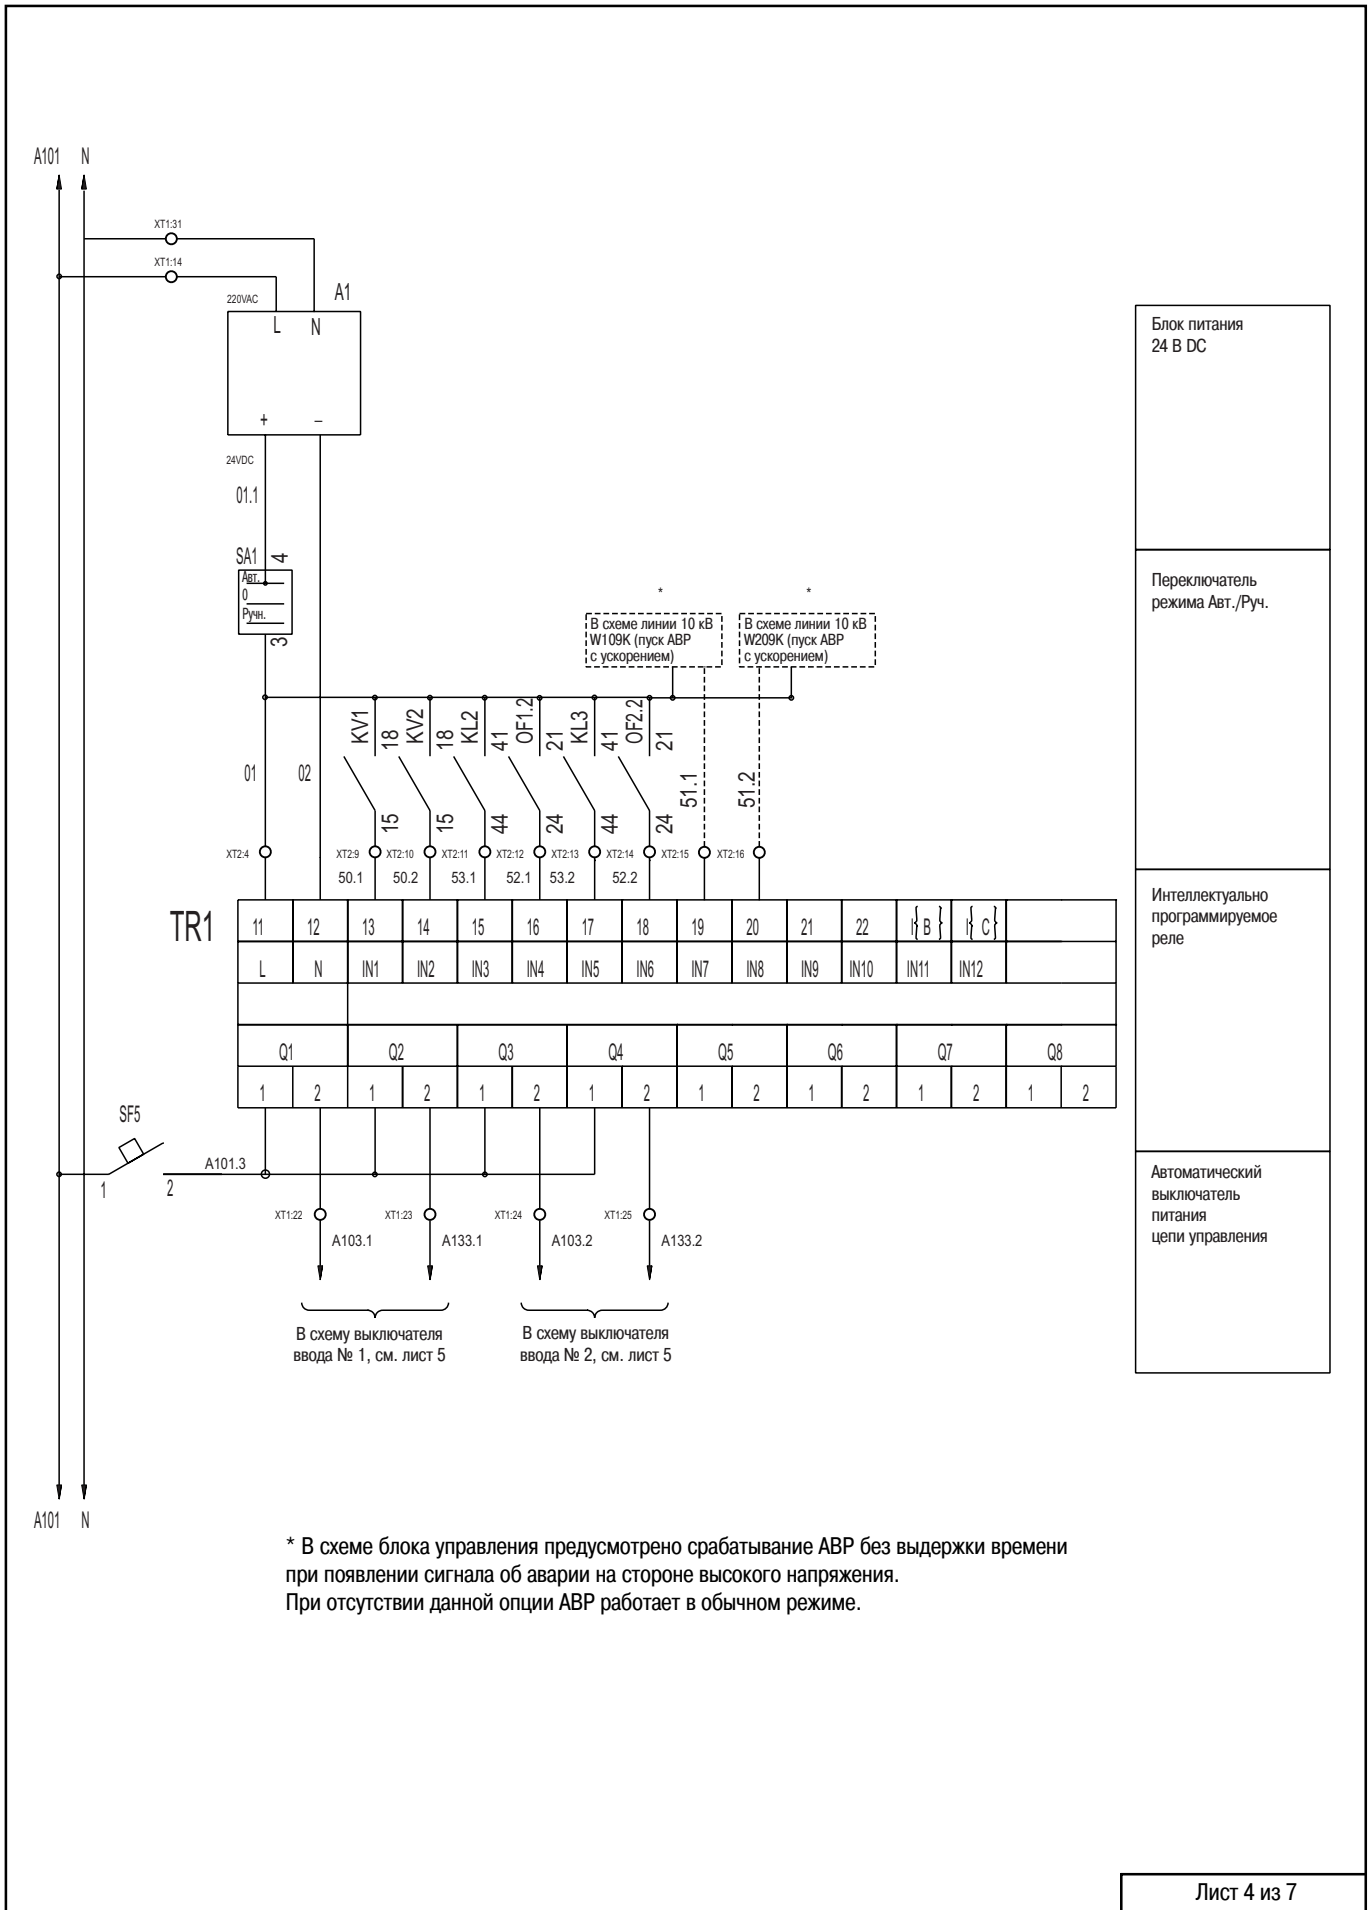 A101 N
XT1:31
XT1:14
220VAC
A1
L N
+ –
24VDC
01.1
SA1
4
Авт.
0
Ручн.
3
Блок питания
24 В DC
Переключатель
режима Авт./Руч.
Интеллектуально
программируемое
реле
Автоматический
выключатель
питания
цепи управления
* *
В схеме линии 10 кВ
W109K (пуск АВР
с ускорением)
В схеме линии 10 кВ
W209K (пуск АВР
с ускорением)
KV1 18 KV2 18 KL2 41 OF1.2 21 KL3 41 OF2.2 21
01 02
15 15 44 24 44 24 51.1 51.2
XT2:4 XT2:9 XT2:10 XT2:11 XT2:12 XT2:13 XT2:14 XT2:15 XT2:16
50.1 50.2 53.1 52.1 53.2 52.2
TR1
11 12 13 14 15 16 17 18 19 20 21 22 I{B} I{C}
L N IN1 IN2 IN3 IN4 IN5 IN6 IN7 IN8 IN9 IN10 IN11 IN12
Q1 Q2 Q3 Q4 Q5 Q6 Q7 Q8
1 2 1 2 1 2 1 2 1 2 1 2 1 2 1 2
SF5
1 2
A101.3
XT1:22 XT1:23 XT1:24 XT1:25
A103.1 A133.1 A103.2 A133.2
В схему выключателя
ввода № 1, см. лист 5
В схему выключателя
ввода № 2, см. лист 5
A101 N
* В схеме блока управления предусмотрено срабатывание АВР без выдержки времени
при появлении сигнала об аварии на стороне высокого напряжения.
При отсутствии данной опции АВР работает в обычном режиме.
Лист 4 из 7